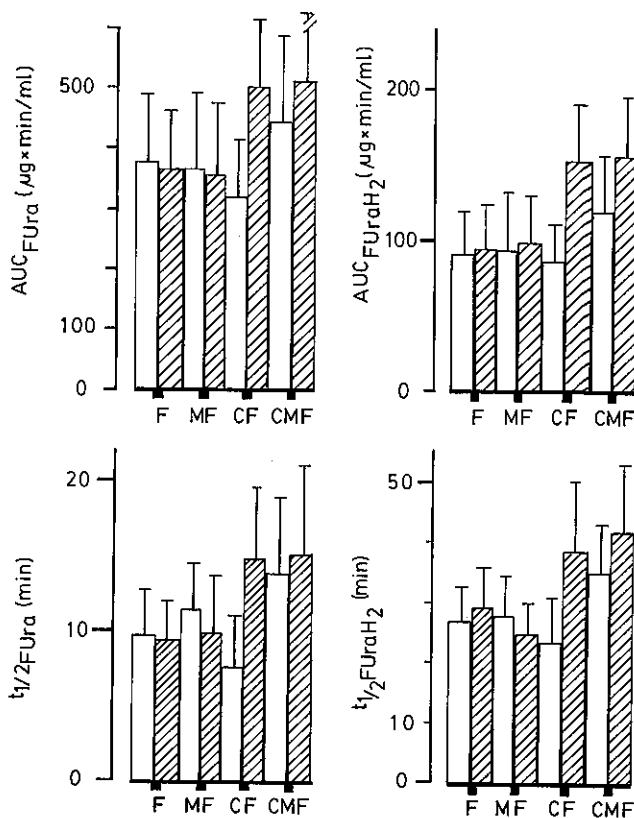 AUC FUra (µg×min/ml)
500
100
0
F MF CF CMF
AUC FUraH2 (µg×min/ml)
200
100
0
F MF CF CMF
t1/2 FUra (min)
20
10
0
F MF CF CMF
t1/2 FUraH2 (min)
50
10
0
F MF CF CMF